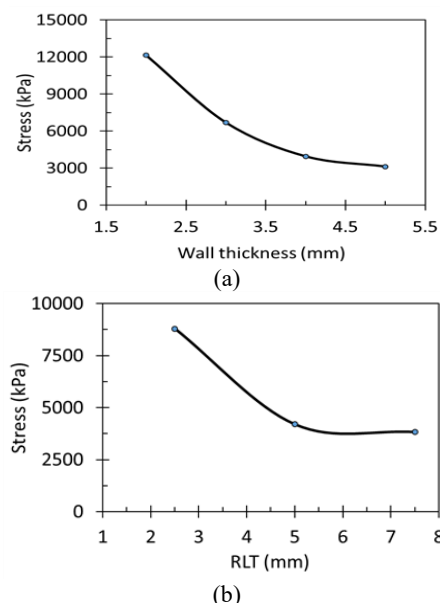 15000
12000
9000
6000
3000
0
Stress (kPa)
1.5 2.5 3.5 4.5 5.5
Wall thickness (mm)
(a)
10000
7500
5000
2500
0
Stress (kPa)
1 2 3 4 5 6 7 8
RLT (mm)
(b)